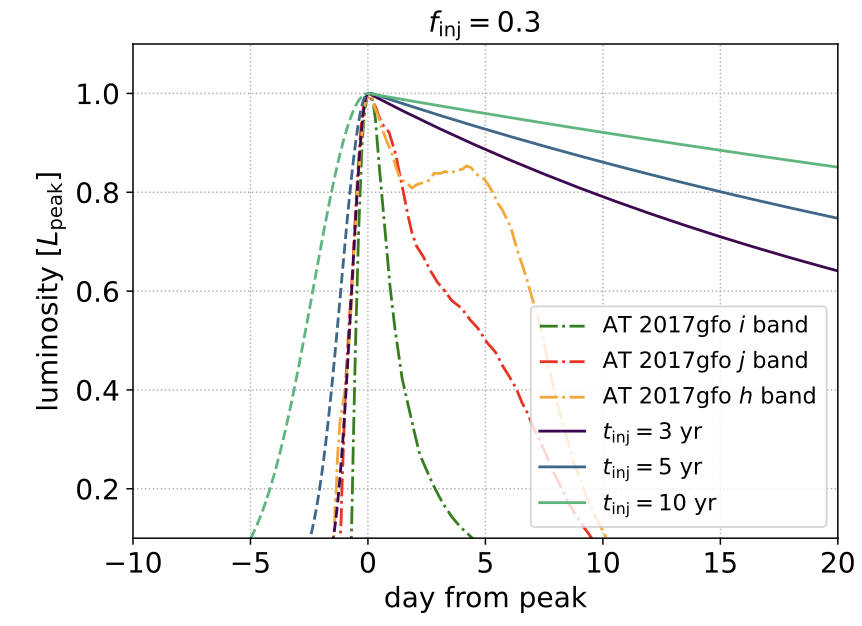 f_inj = 0.3
luminosity [L_peak]
1.0
0.8
0.6
0.4
0.2
AT 2017gfo i band
AT 2017gfo j band
AT 2017gfo h band
t_inj = 3 yr
t_inj = 5 yr
t_inj = 10 yr
−10 −5 0 5 10 15 20
day from peak